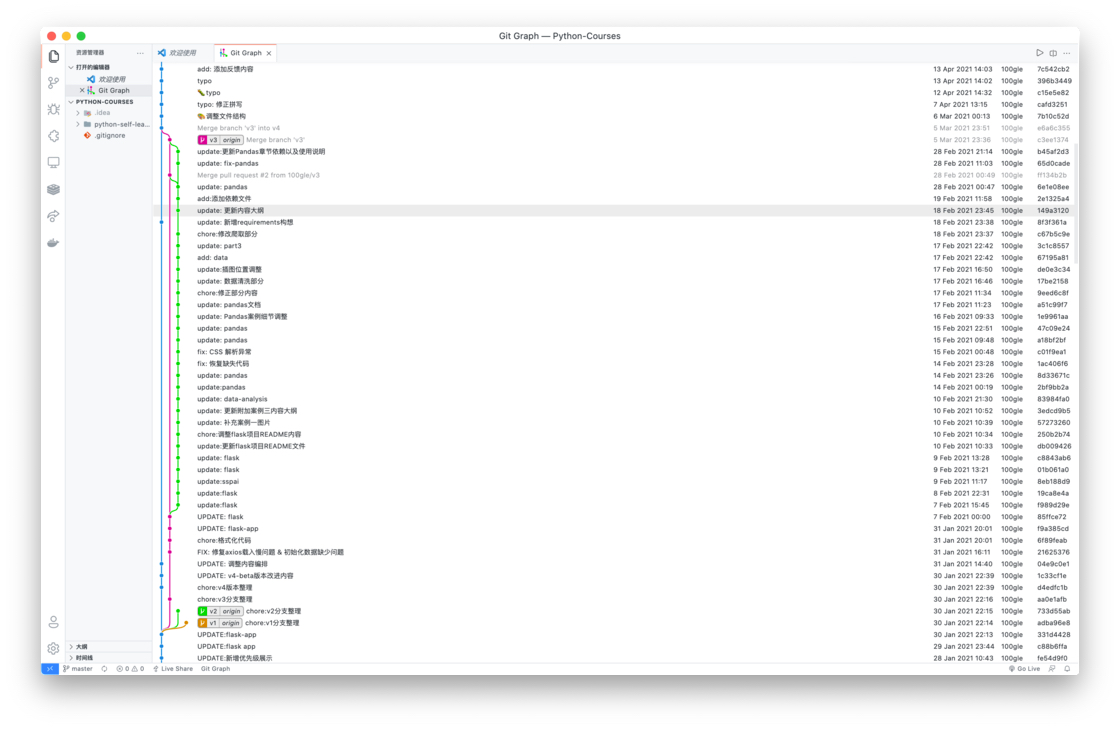 Git Graph — Python-Courses
资源管理器 ···
打开的编辑器
欢迎使用
Git Graph
PYTHON-COURSES
.idea
python-self-lea...
.gitignore
大纲
时间线
欢迎使用 Git Graph
add: 添加反馈内容 13 Apr 2021 14:03 100gle 7c542cb2
typo 13 Apr 2021 14:02 100gle 396b3449
typo 12 Apr 2021 14:32 100gle c15e5e82
typo: 修正拼写 7 Apr 2021 13:15 100gle cafd3251
调整文件结构 6 Mar 2021 00:13 100gle 7b10c52d
Merge branch 'v3' into v4 5 Mar 2021 23:51 100gle e6a6c355
v3 origin Merge branch 'v3' 5 Mar 2021 23:36 100gle c3ee1374
update:更新Pandas章节依赖以及使用说明 28 Feb 2021 21:14 100gle b45af2d3
update: fix-pandas 28 Feb 2021 11:03 100gle 65d0cade
Merge pull request #2 from 100gle/v3 28 Feb 2021 00:49 100gle ff134b2b
update: pandas 28 Feb 2021 00:47 100gle 6e1e08ee
add:添加依赖文件 19 Feb 2021 11:58 100gle 2e1325a4
update: 更新内容大纲 18 Feb 2021 23:45 100gle 149a3120
update: 新增requirements构想 18 Feb 2021 23:38 100gle 8f3f361a
chore:修改爬取部分 18 Feb 2021 23:37 100gle c67b5c9e
update: part3 17 Feb 2021 22:42 100gle 3c1c8557
add: data 17 Feb 2021 22:42 100gle 67195a81
update:插图位置调整 17 Feb 2021 16:50 100gle de0e3c34
update: 数据清洗部分 17 Feb 2021 16:46 100gle 17be2158
chore:修正部分内容 17 Feb 2021 11:34 100gle 9eed6c8f
update: pandas文档 17 Feb 2021 11:23 100gle a51c99f7
update: Pandas案例细节调整 16 Feb 2021 09:33 100gle 1e9961aa
update: pandas 15 Feb 2021 22:51 100gle 47c09e24
update: pandas 15 Feb 2021 09:48 100gle a18bf2bf
fix: CSS 解析异常 15 Feb 2021 00:48 100gle c01f9ea1
fix: 恢复缺失代码 14 Feb 2021 23:28 100gle 1ac406f6
update: pandas 14 Feb 2021 23:26 100gle 8d33671c
update:pandas 14 Feb 2021 00:19 100gle 2bf9bb2a
update: data-analysis 10 Feb 2021 21:30 100gle 83984fa0
update: 更新附加案例三内容大纲 10 Feb 2021 10:52 100gle 3edcd9b5
update: 补充案例一图片 10 Feb 2021 10:39 100gle 57273260
chore:调整flask项目README内容 10 Feb 2021 10:34 100gle 250b2b74
update:更新flask项目README文件 10 Feb 2021 10:33 100gle db009426
update: flask 9 Feb 2021 13:28 100gle c8843ab6
update: flask 9 Feb 2021 13:21 100gle 01b061a0
update:sspai 9 Feb 2021 11:17 100gle 8eb188d9
update:flask 8 Feb 2021 22:31 100gle 19ca8e4a
update:flask 7 Feb 2021 15:45 100gle f989d29e
UPDATE: flask 7 Feb 2021 00:00 100gle 85ffce72
UPDATE: flask-app 31 Jan 2021 20:01 100gle f9a385cd
chore:格式化代码 31 Jan 2021 20:01 100gle 6f89feab
FIX: 修复axios载入慢问题 & 初始化数据缺少问题 31 Jan 2021 16:11 100gle 21625376
UPDATE: 调整内容编排 31 Jan 2021 14:40 100gle 04e9c0e1
UPDATE: v4-beta版本改进内容 30 Jan 2021 22:39 100gle 1c33cf1e
chore:v4版本整理 30 Jan 2021 22:39 100gle d4edfc1b
chore:v3分支整理 30 Jan 2021 22:16 100gle aa0e1afb
v2 origin chore:v2分支整理 30 Jan 2021 22:15 100gle 733d55ab
v1 origin chore:v1分支整理 30 Jan 2021 22:14 100gle adba96e8
UPDATE:flask-app 30 Jan 2021 22:13 100gle 331d4428
UPDATE:flask app 29 Jan 2021 23:44 100gle c88b6ffa
UPDATE:新增优先级展示 28 Jan 2021 10:43 100gle fe54d9f0
master 0 0 Live Share Git Graph Go Live